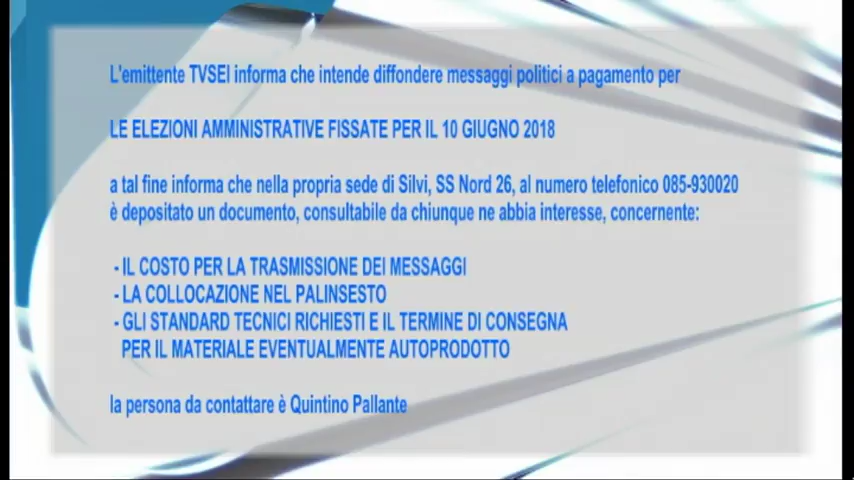 L'emittente TVSEI informa che intende diffondere messaggi politici a pagamento per
LE ELEZIONI AMMINISTRATIVE FISSATE PER IL 10 GIUGNO 2018
a tal fine informa che nella propria sede di Silvi, SS Nord 26, al numero telefonico 085-930020
è depositato un documento, consultabile da chiunque ne abbia interesse, concernente:
- IL COSTO PER LA TRASMISSIONE DEI MESSAGGI
- LA COLLOCAZIONE NEL PALINSESTO
- GLI STANDARD TECNICI RICHIESTI E IL TERMINE DI CONSEGNA
PER IL MATERIALE EVENTUALMENTE AUTOPRODOTTO
la persona da contattare è Quintino Pallante